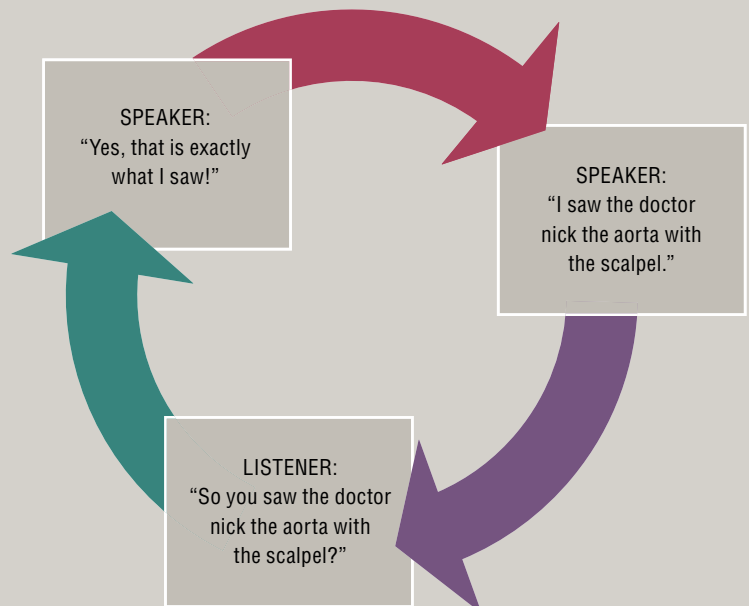 SPEAKER:
“Yes, that is exactly
what I saw!”
SPEAKER:
“I saw the doctor
nick the aorta with
the scalpel.”
LISTENER:
“So you saw the doctor
nick the aorta with
the scalpel?”